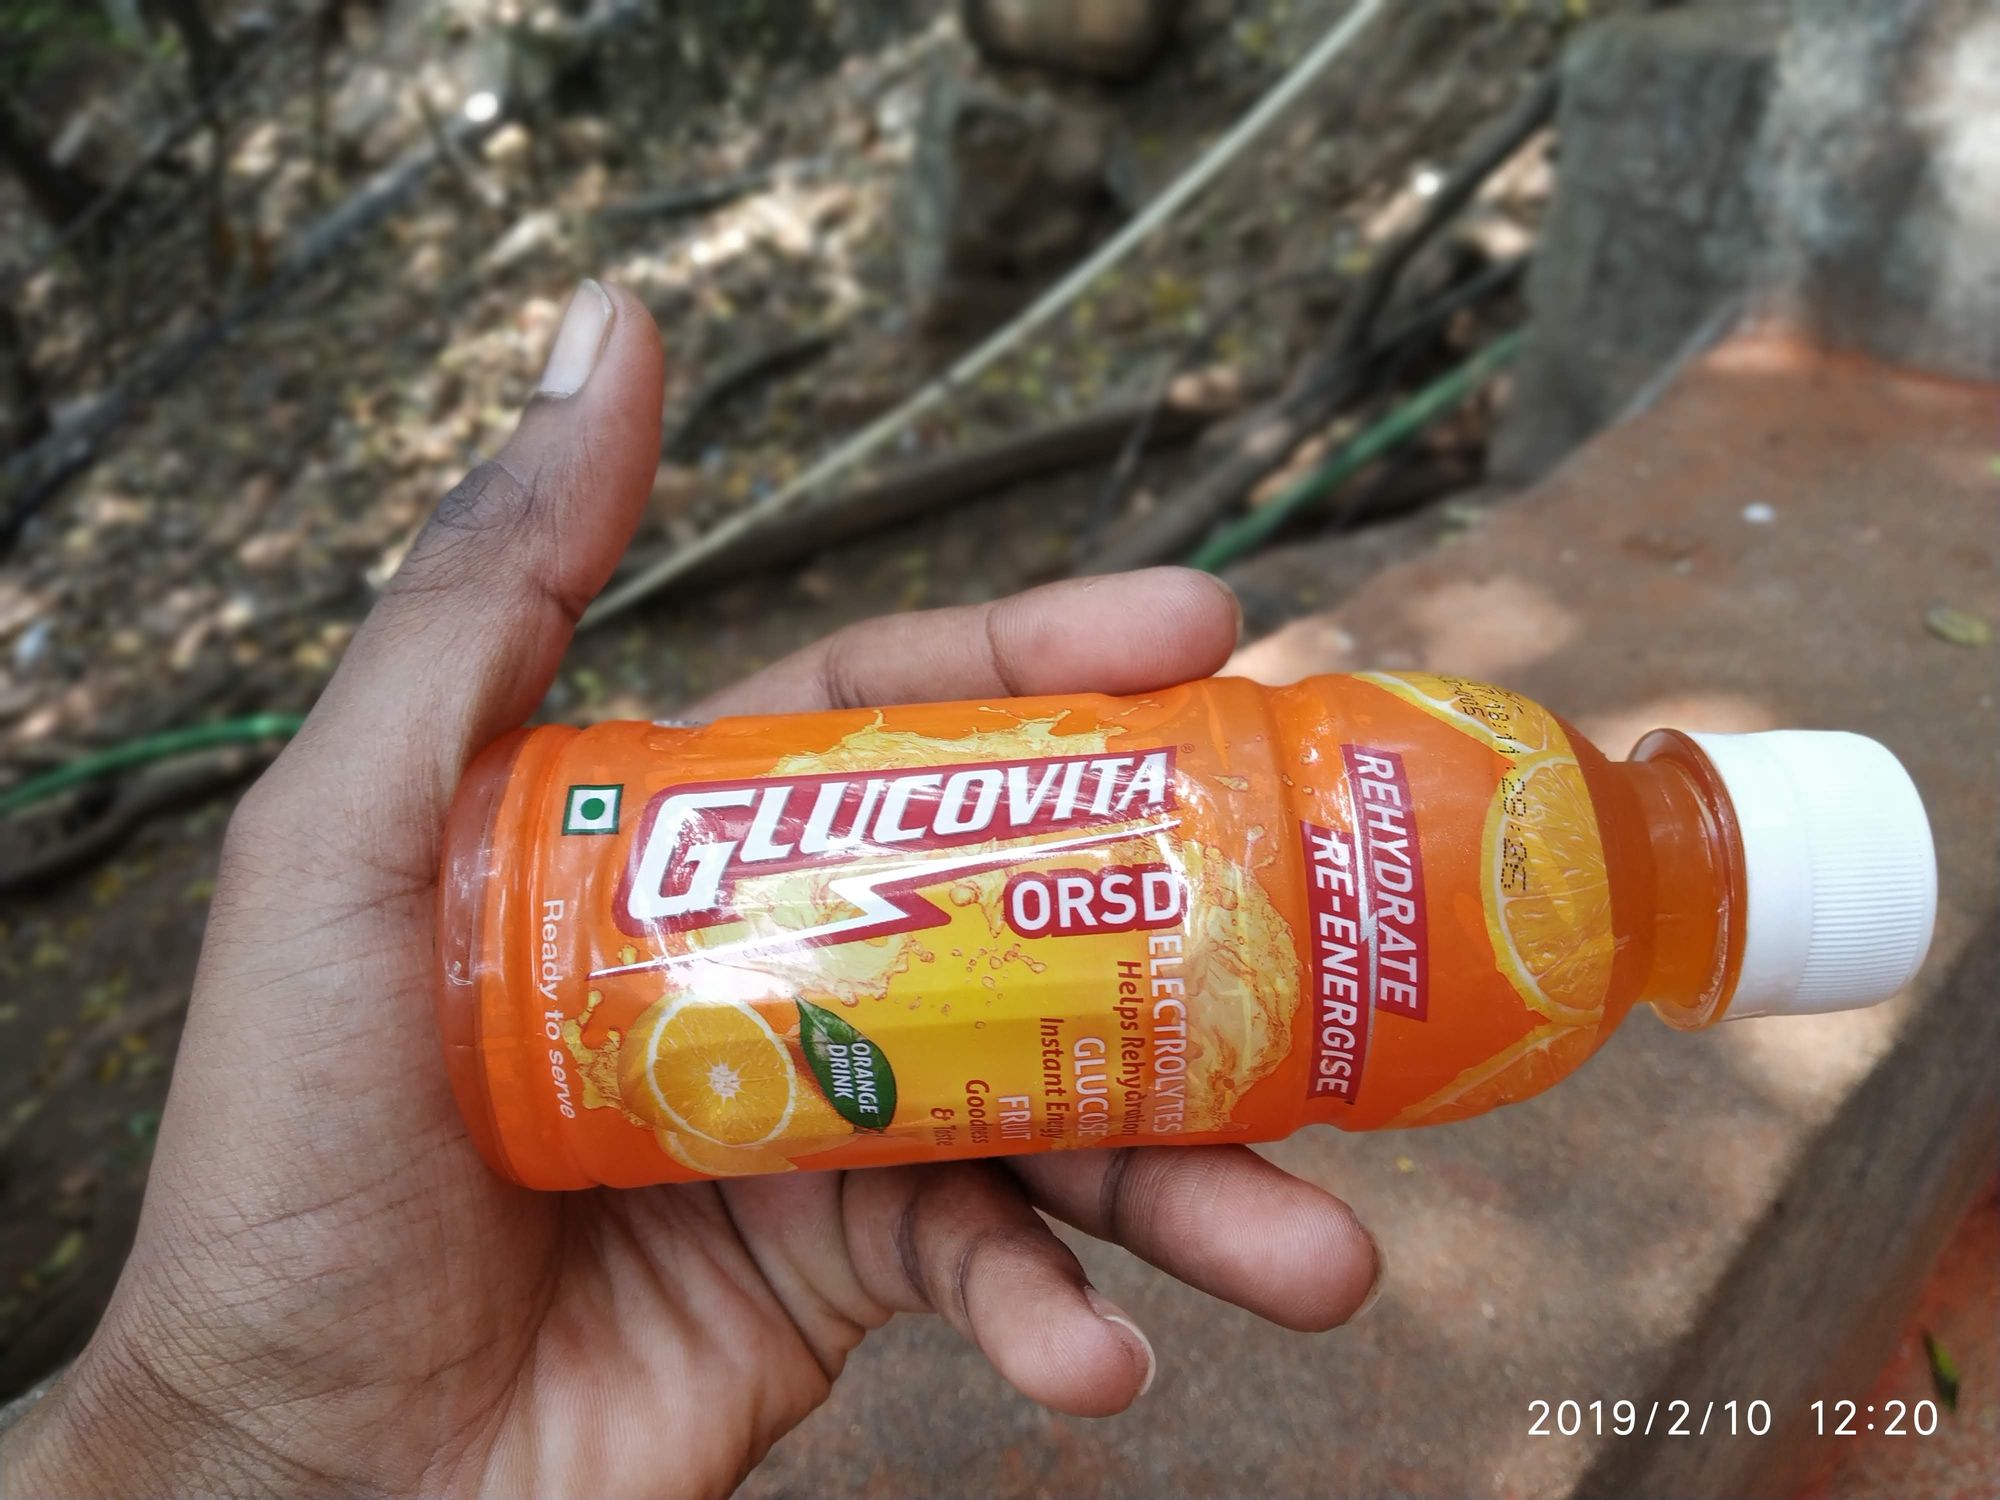 GLUCOVITA®
ORSD
ELECTROLYTES
Helps Rehydration
GLUCOSE
Instant Energy
FRUIT
Goodness
& Taste
ORANGE
DRINK
Ready to serve
REHYDRATE
RE-ENERGISE
2019/2/10 12:20